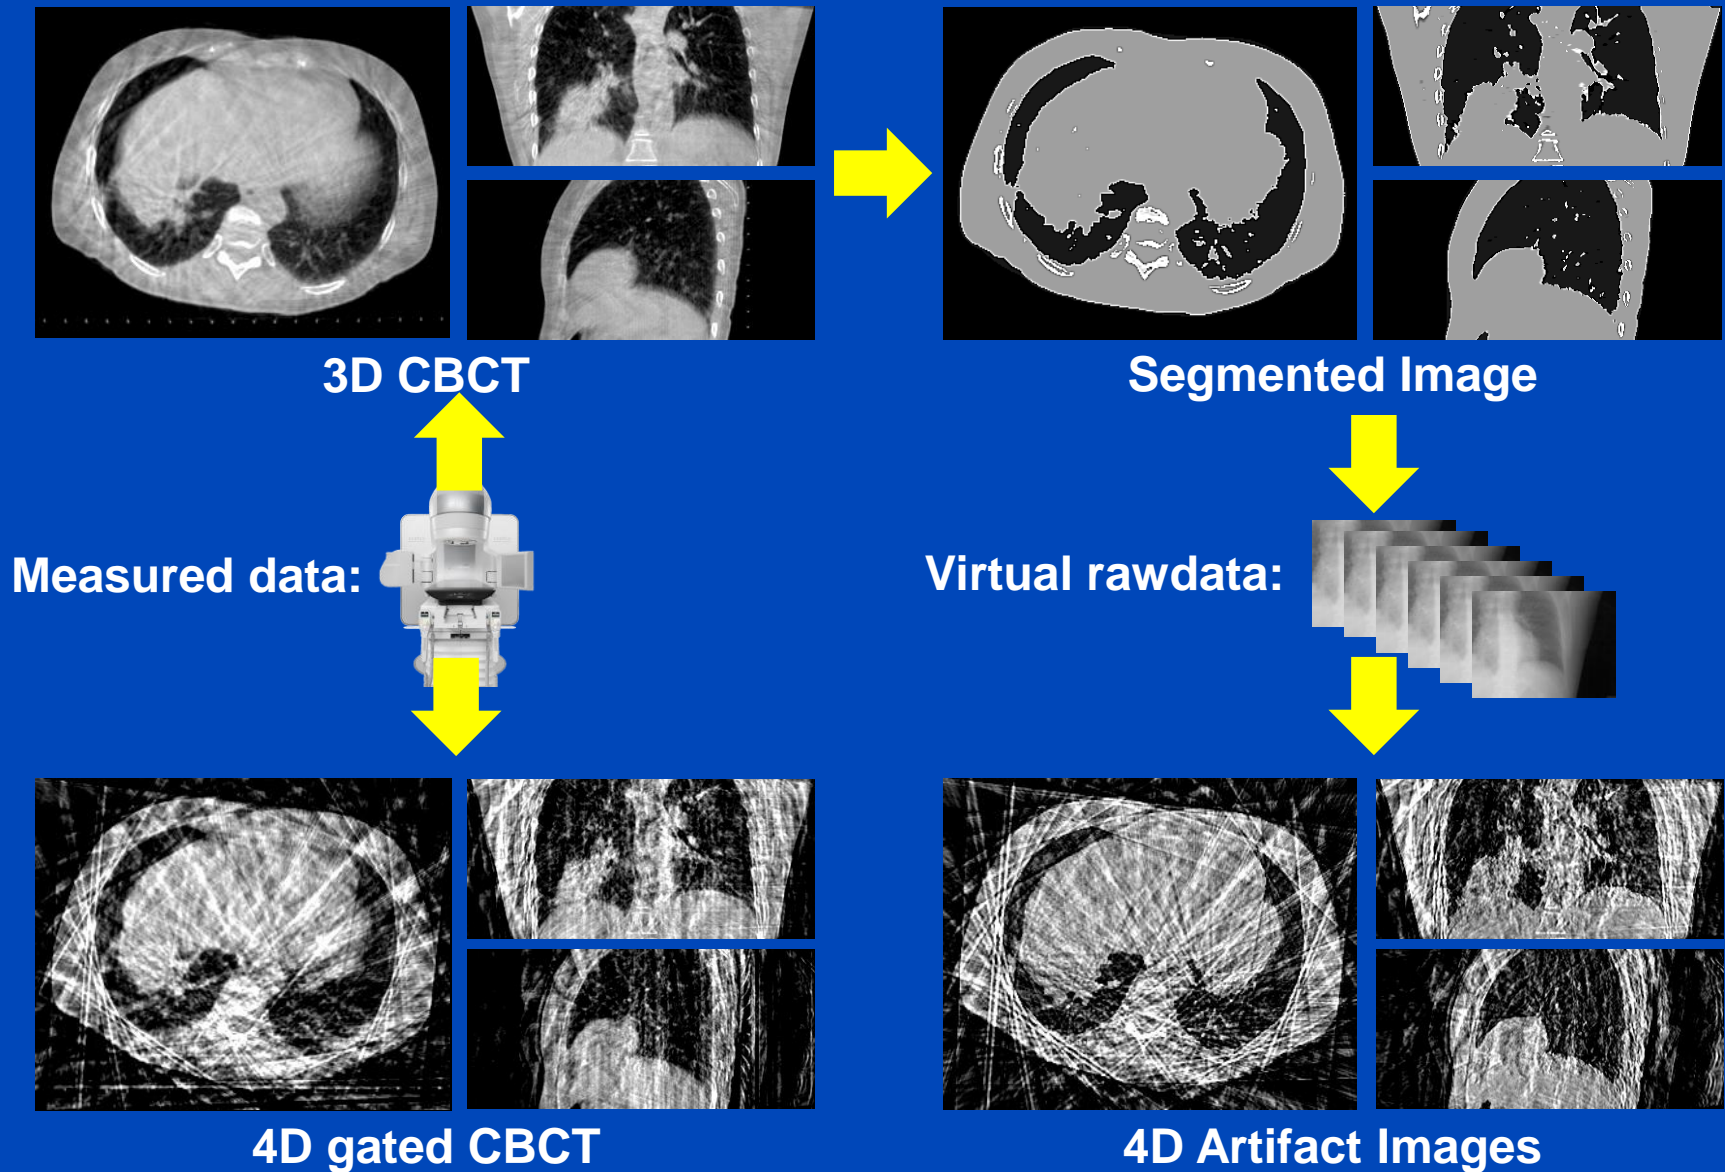 3D CBCT
Segmented Image
Measured data:
Virtual rawdata:
4D gated CBCT
4D Artifact Images